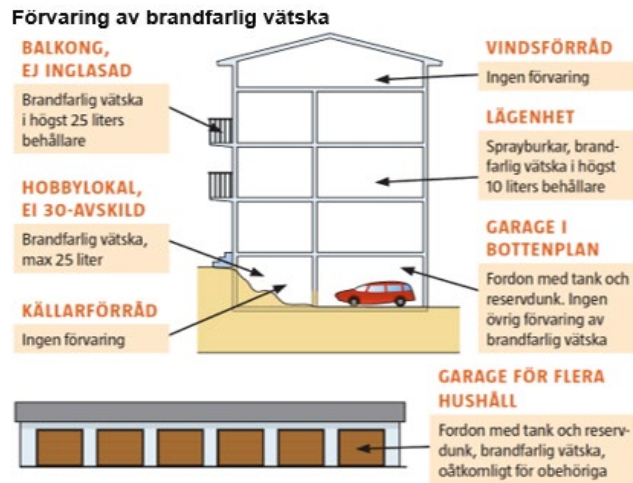 Förvaring av brandfarlig vätska
BALKONG,
EJ INGLASAD
Brandfarlig vätska
i högst 25 liters
behållare
HOBBYLOKAL,
EI 30-AVSKILD
Brandfarlig vätska,
max 25 liter
KÄLLARFÖRRÅD
Ingen förvaring
VINDSFÖRRÅD
Ingen förvaring
LÄGENHET
Sprayburkar, brand-
farlig vätska i högst
10 liters behållare
GARAGE I
BOTTENPLAN
Fordon med tank och
reservdunk. Ingen
övrig förvaring av
brandfarlig vätska
GARAGE FÖR FLERA
HUSHÅLL
Fordon med tank och reserv-
dunk, brandfarlig vätska,
oåtkomligt för obehöriga